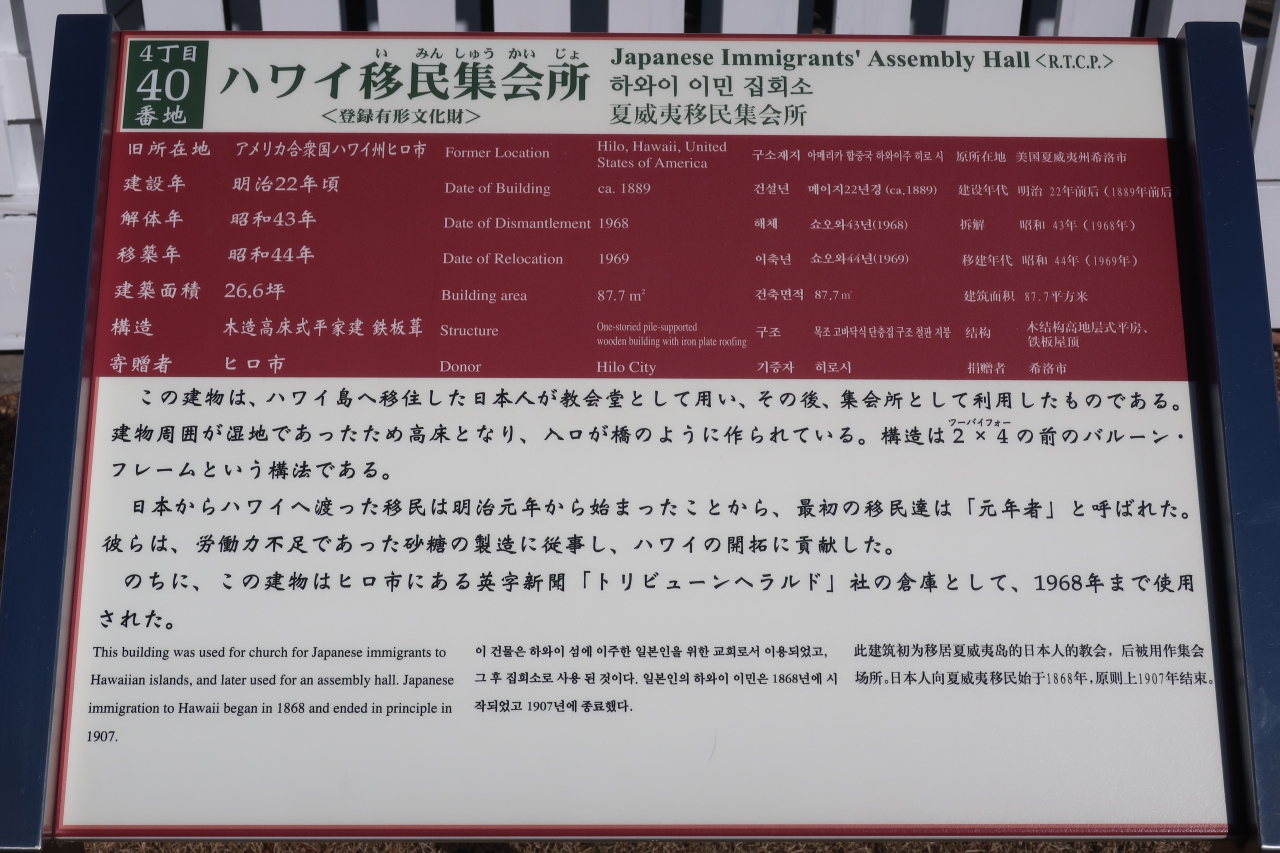 4丁目
40
番地
い みん しゅう かい じょ
ハワイ移民集会所
＜登録有形文化財＞
Japanese Immigrants' Assembly Hall <R.T.C.P.>
하와이 이민 집회소
夏威夷移民集会所
旧所在地 アメリカ合衆国ハワイ州ヒロ市
建設年 明治22年頃
解体年 昭和43年
移築年 昭和44年
建築面積 26.6坪
構造 木造高床式平家建 鉄板葺
寄贈者 ヒロ市
Former Location Hilo, Hawaii, United
States of America
Date of Building ca. 1889
Date of Dismantlement 1968
Date of Relocation 1969
Building area 87.7 m²
Structure One-storied pile-supported
wooden building with iron plate roofing
Donor Hilo City
구소재지 아메리카 합중국 하와이주 히로 시
건설년 메이지22년경 (ca,1889)
해체 쇼오와43년(1968)
이축년 쇼오와44년(1969)
건축면적 87.7㎡
구조 목조 고바닥식 단층집 구조 철판 지붕
기증자 히로시
原所在地 美国夏威夷州希洛市
建设年代 明治 22年前后（1889年前后
拆解 昭和 43年（1968年）
移建年代 昭和 44年（1969年）
建筑面积 87.7平方米
结构 木结构高地层式平房、
铁板屋顶
捐赠者 希洛市
この建物は、ハワイ島へ移住した日本人が教会堂として用い、その後、集会所として利用したものである。
建物周囲が湿地であったため高床となり、入口が橋のように作られている。構造は2×4の前のバルーン・
ツーバイフォー
フレームという構法である。
日本からハワイへ渡った移民は明治元年から始まったことから、最初の移民達は「元年者」と呼ばれた。
彼らは、労働力不足であった砂糖の製造に従事し、ハワイの開拓に貢献した。
のちに、この建物はヒロ市にある英字新聞「トリビューンヘラルド」社の倉庫として、1968年まで使用
された。
This building was used for church for Japanese immigrants to
Hawaiian islands, and later used for an assembly hall. Japanese
immigration to Hawaii began in 1868 and ended in principle in
1907.
이 건물은 하와이 섬에 이주한 일본인을 위한 교회로서 이용되었고,
그 후 집회소로 사용 된 것이다. 일본인의 하와이 이민은 1868년에 시
작되었고 1907년에 종료했다.
此建筑初为移居夏威夷岛的日本人的教会，后被用作集会
场所。日本人向夏威夷移民始于1868年，原则上1907年结束。